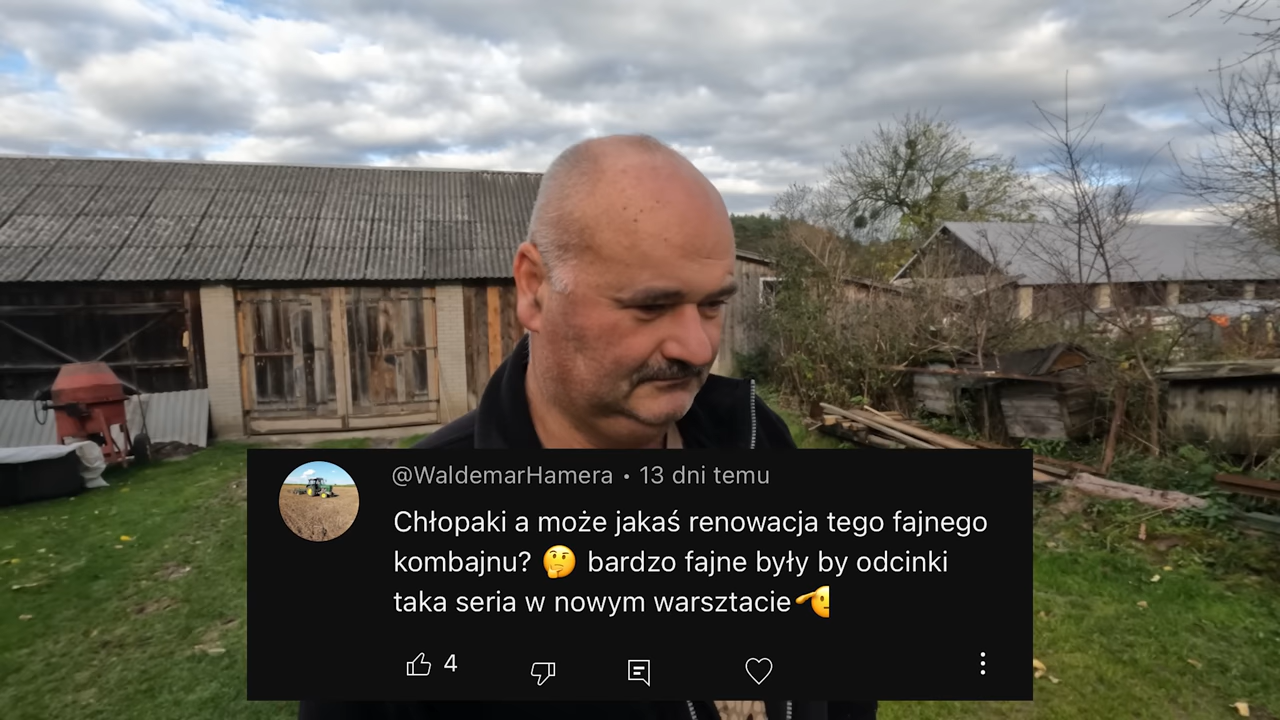 @WaldemarHamera • 13 dni temu
Chłopaki a może jakaś renowacja tego fajnego
kombajnu? 🤔 bardzo fajne były by odcinki
taka seria w nowym warsztacie🫡
4